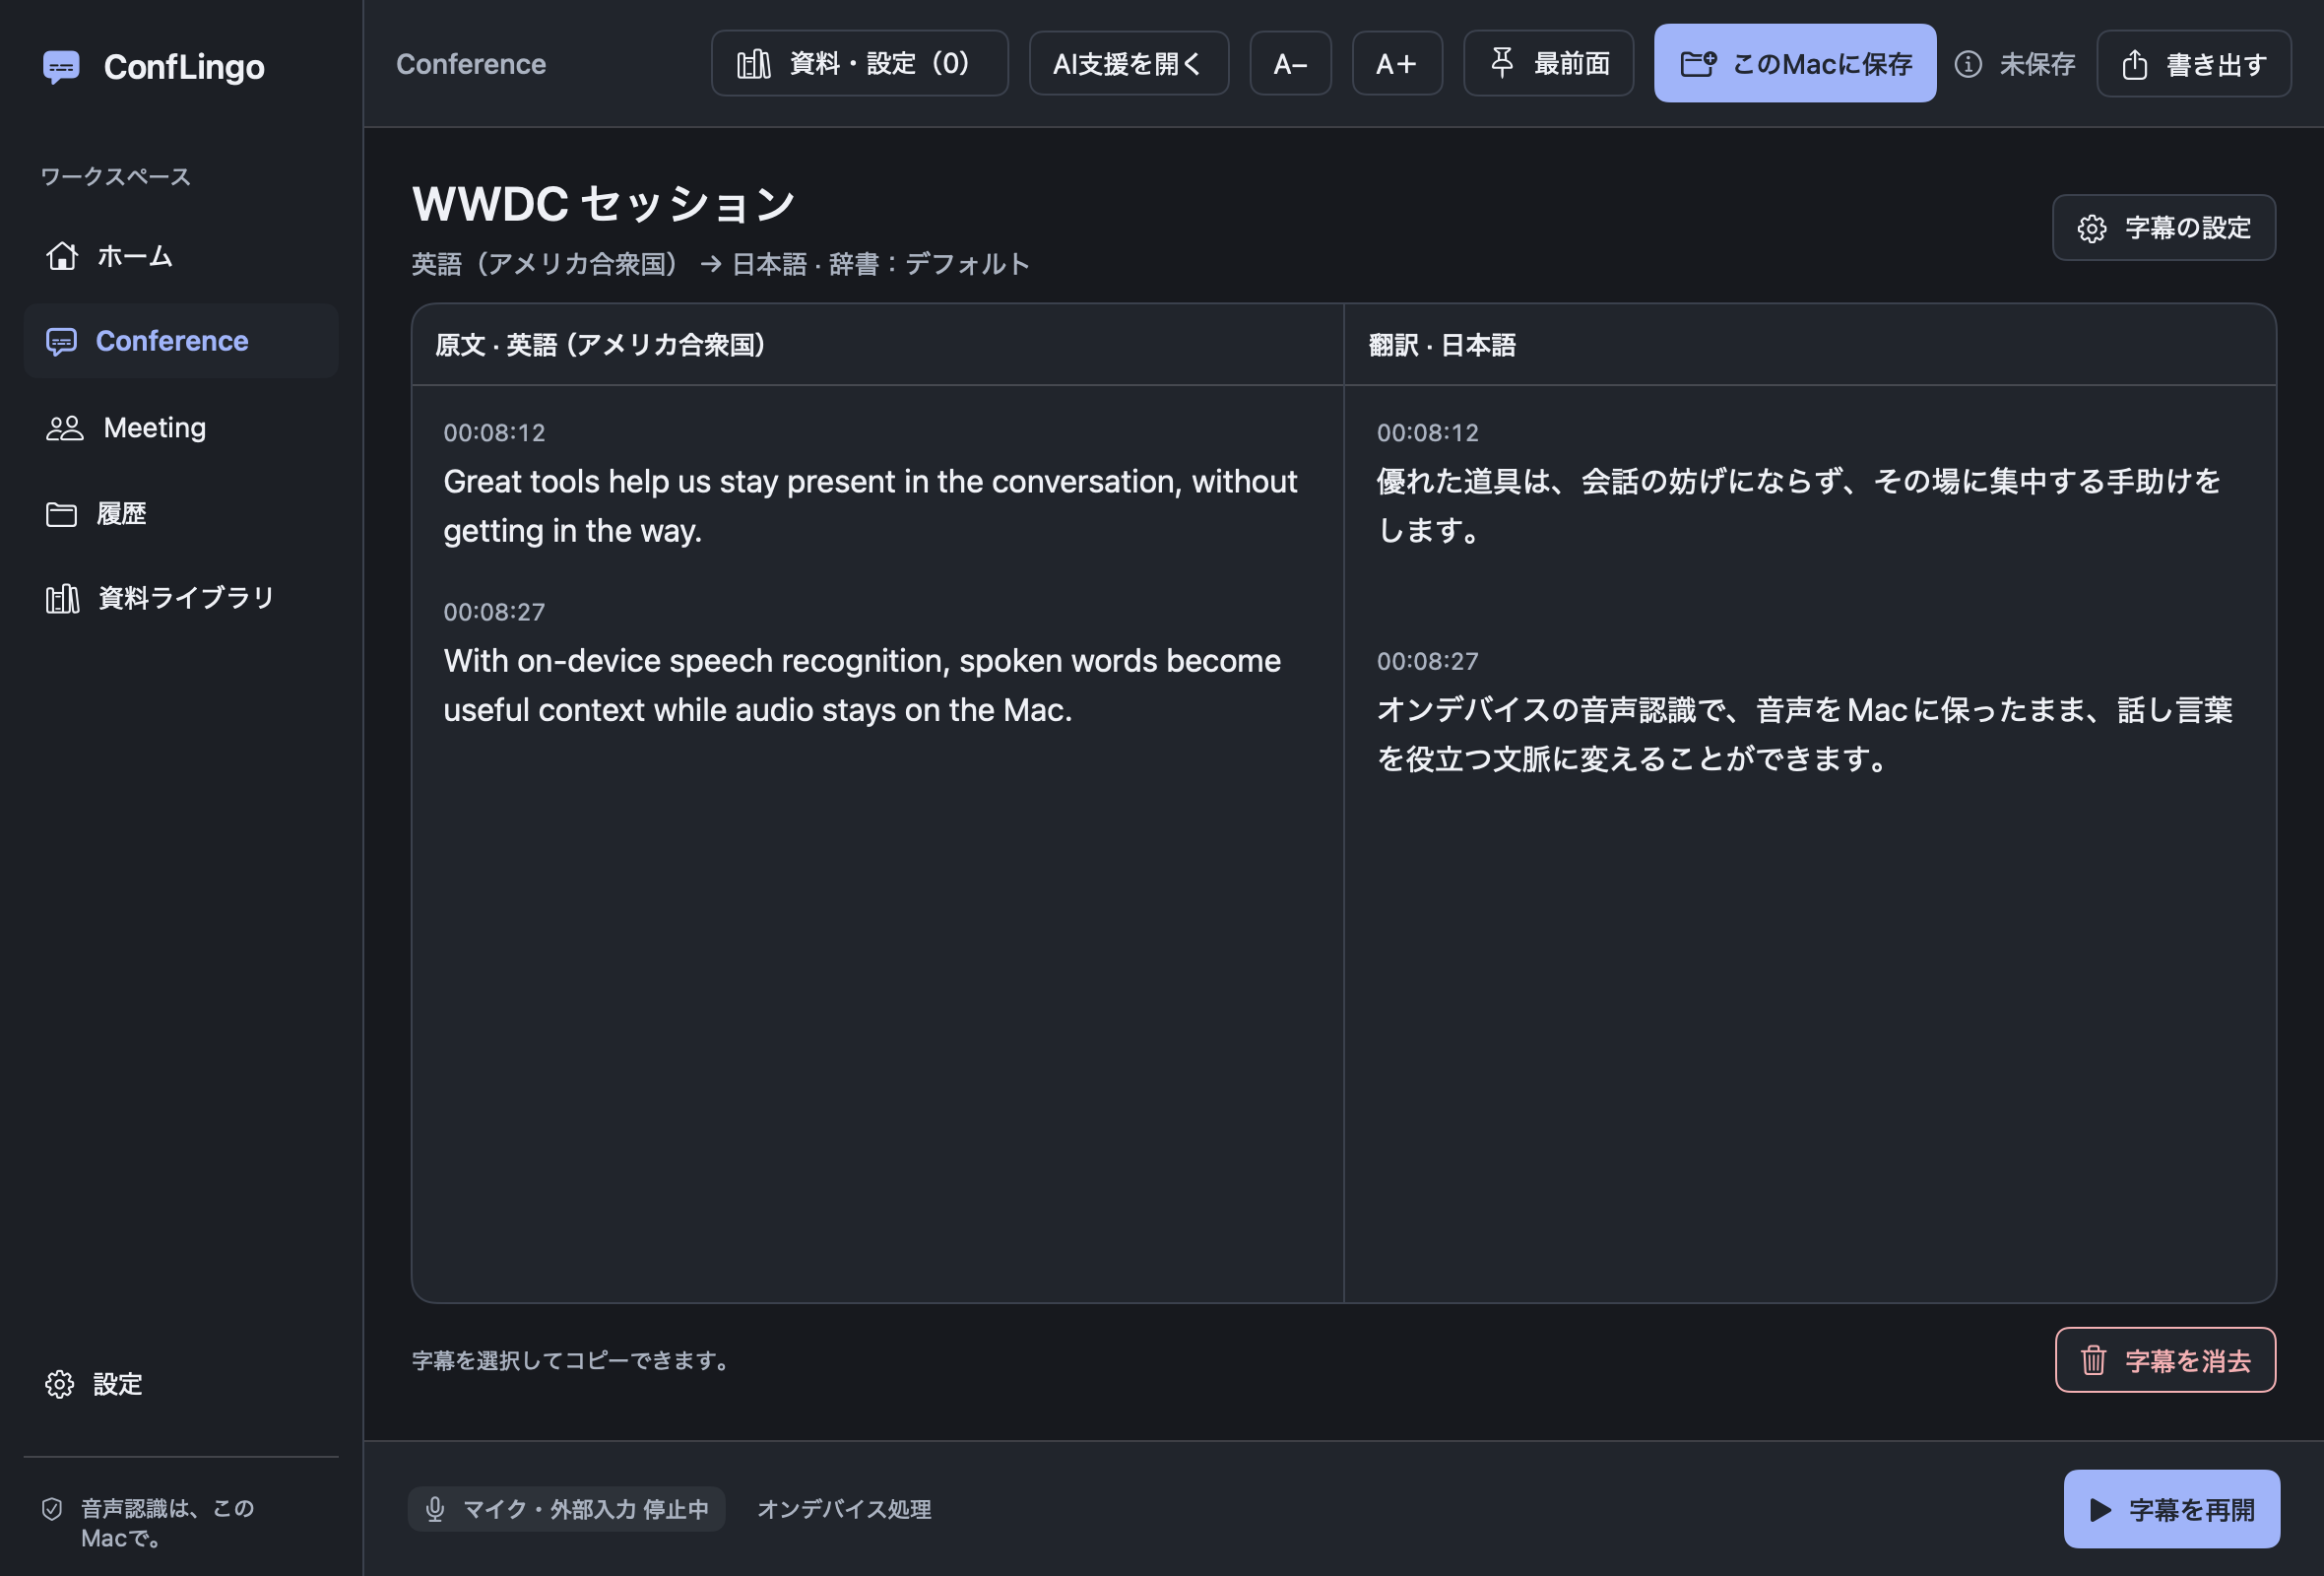 ConfLingo
ワークスペース
ホーム
Conference
Meeting
履歴
資料ライブラリ
設定
音声認識は、この
Macで。
Conference
資料・設定（0）
AI支援を開く
A−
A+
最前面
このMacに保存
未保存
書き出す
WWDC セッション
英語（アメリカ合衆国） → 日本語 · 辞書：デフォルト
字幕の設定
原文 · 英語 (アメリカ合衆国)
00:08:12
Great tools help us stay present in the conversation, without
getting in the way.
00:08:27
With on-device speech recognition, spoken words become
useful context while audio stays on the Mac.
翻訳 · 日本語
00:08:12
優れた道具は、会話の妨げにならず、その場に集中する手助けを
します。
00:08:27
オンデバイスの音声認識で、音声をMacに保ったまま、話し言葉
を役立つ文脈に変えることができます。
字幕を選択してコピーできます。
字幕を消去
マイク・外部入力 停止中
オンデバイス処理
字幕を再開